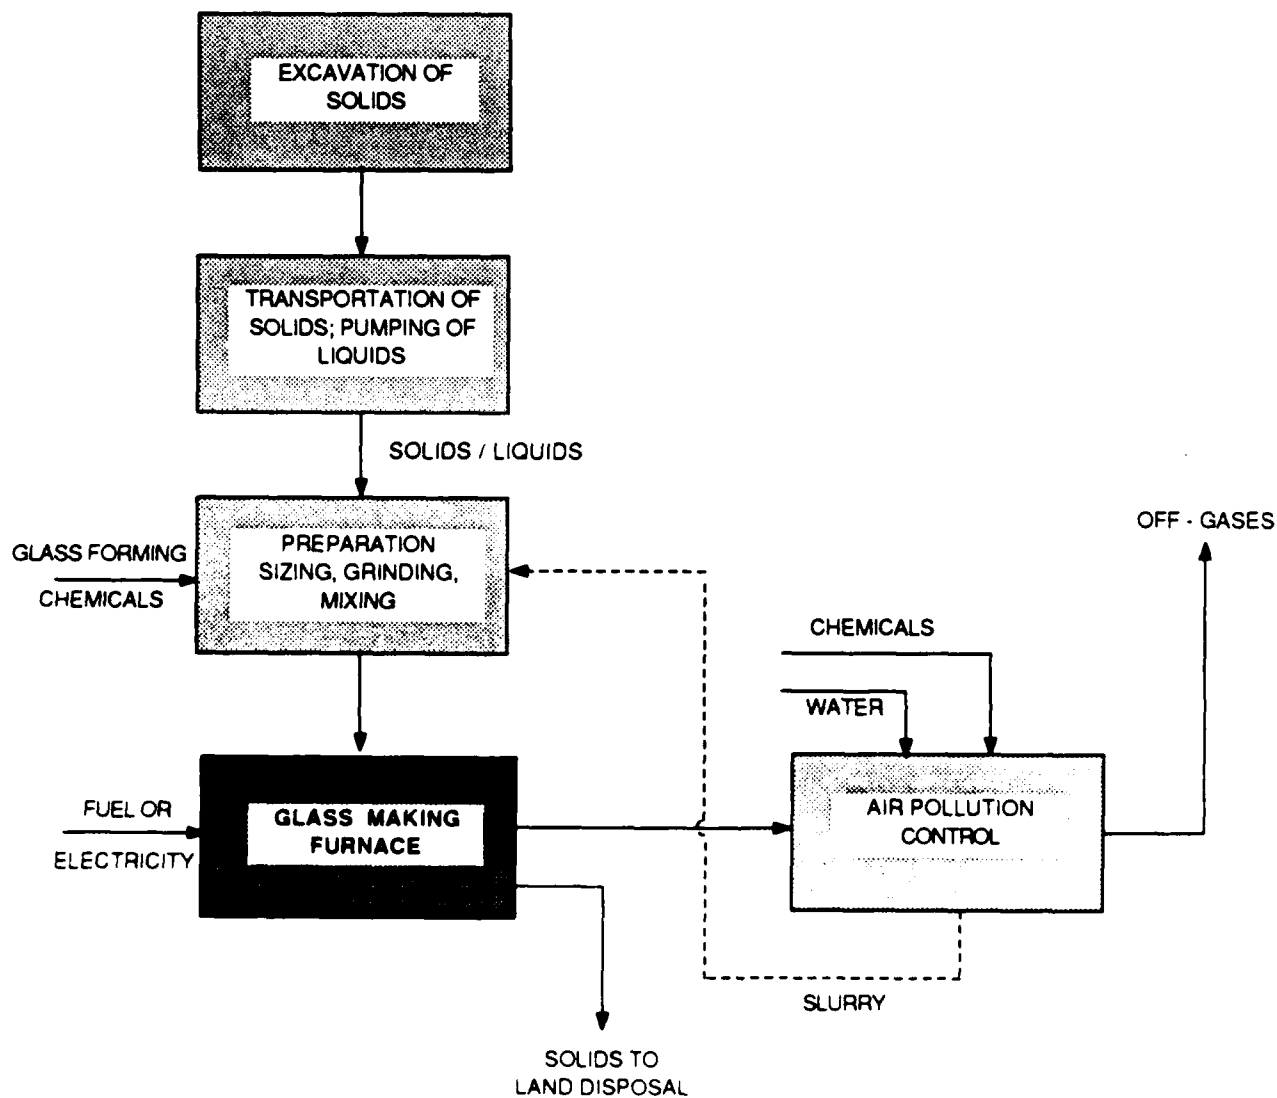 EXCAVATION OF
SOLIDS
TRANSPORTATION OF
SOLIDS; PUMPING OF
LIQUIDS
SOLIDS / LIQUIDS
GLASS FORMING
CHEMICALS
PREPARATION
SIZING, GRINDING,
MIXING
OFF - GASES
CHEMICALS
WATER
FUEL OR
ELECTRICITY
GLASS MAKING
FURNACE
AIR POLLUTION
CONTROL
SLURRY
SOLIDS TO
LAND DISPOSAL